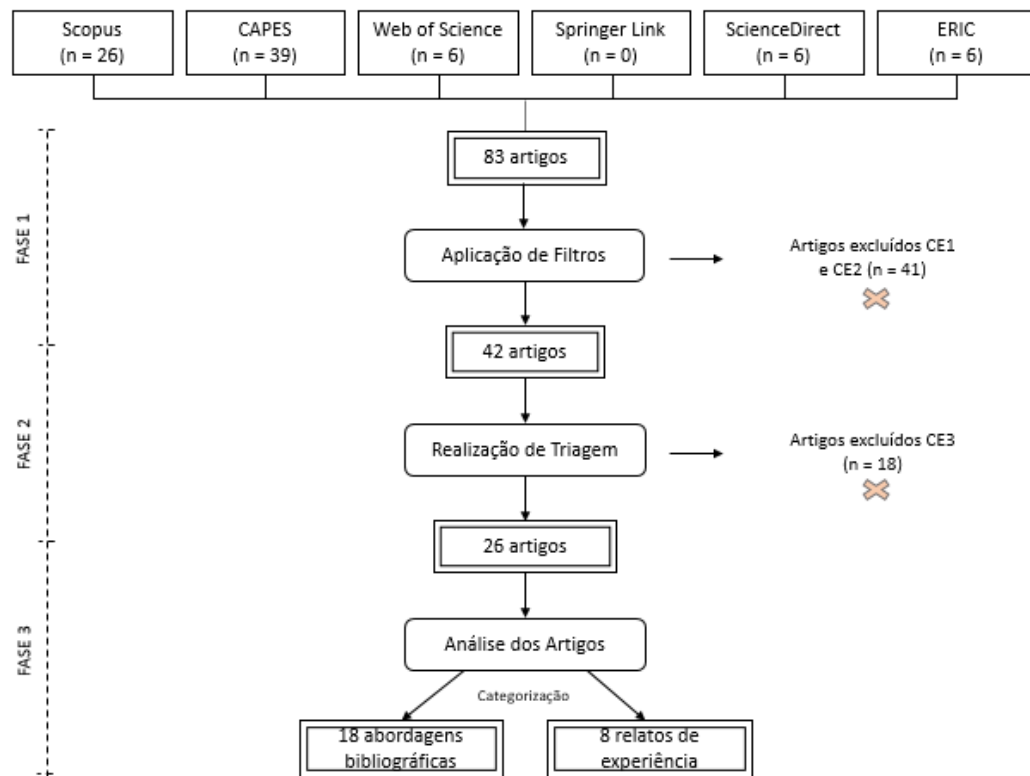 Scopus
(n = 26)
CAPES
(n = 39)
Web of Science
(n = 6)
Springer Link
(n = 0)
ScienceDirect
(n = 6)
ERIC
(n = 6)
FASE 1
83 artigos
Aplicação de Filtros
Artigos excluídos CE1
e CE2 (n = 41)
FASE 2
42 artigos
Realização de Triagem
Artigos excluídos CE3
(n = 18)
FASE 3
26 artigos
Análise dos Artigos
Categorização
18 abordagens
bibliográficas
8 relatos de
experiência